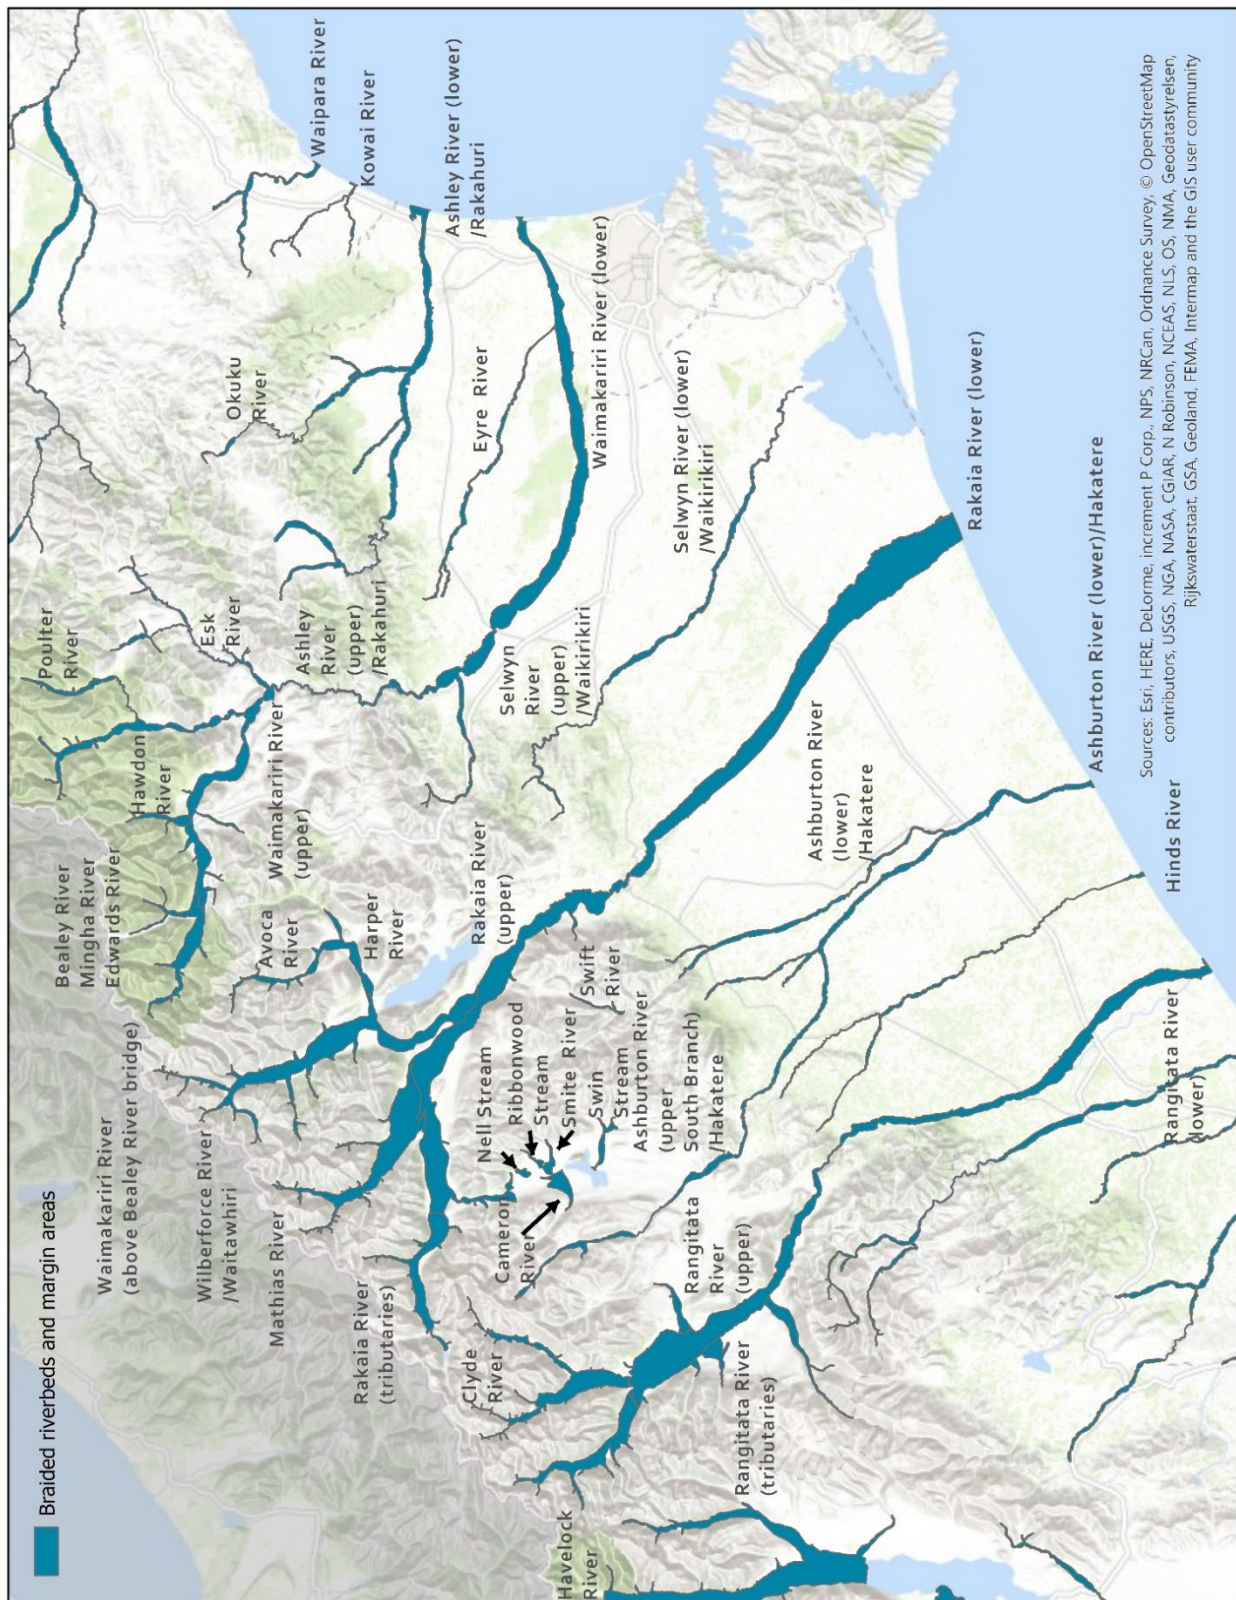 Braided riverbeds and margin areas
Waipara River
Kowai River
Ashley River (lower)
/Rakahuri
Okuku
River
Eyre River
Waimakariri River (lower)
Poulter
River
Esk
River
Ashley
River
(upper)
/Rakahuri
Hawdon
River
Waimakariri River
(upper)
Bealey River
Mingha River
Edwards River
Selwyn River (lower)
/Waikirikiri
Selwyn
River
(upper)
/Waikirikiri
Rakaia River (lower)
Avoca
River
Harper
River
Rakaia River
(upper)
Waimakariri River
(above Bealey River bridge)
Wilberforce River
/Waitawhiri
Mathias River
Rakaia River
(tributaries)
Nell Stream
Ribbonwood
Stream
Smite River
Swin
Stream
Swift
River
Cameron
River
Ashburton River
(upper
South Branch)
/Hakatere
Ashburton River
(lower)
/Hakatere
Ashburton River (lower)/Hakatere
Hinds River
Clyde
River
Rangitata
River
(upper)
Rangitata River
(lower)
Rangitata River
(tributaries)
Havelock
River
Sources: Esri, HERE, DeLorme, increment P Corp., NPS, NRCan, Ordnance Survey, © OpenStreetMap
contributors, USGS, NGA, NASA, CGIAR, N Robinson, NCEAS, NLS, OS, NMA, Geodatastyrelsen,
Rijkswaterstaat, GSA, Geoland, FEMA, Intermap and the GIS user community